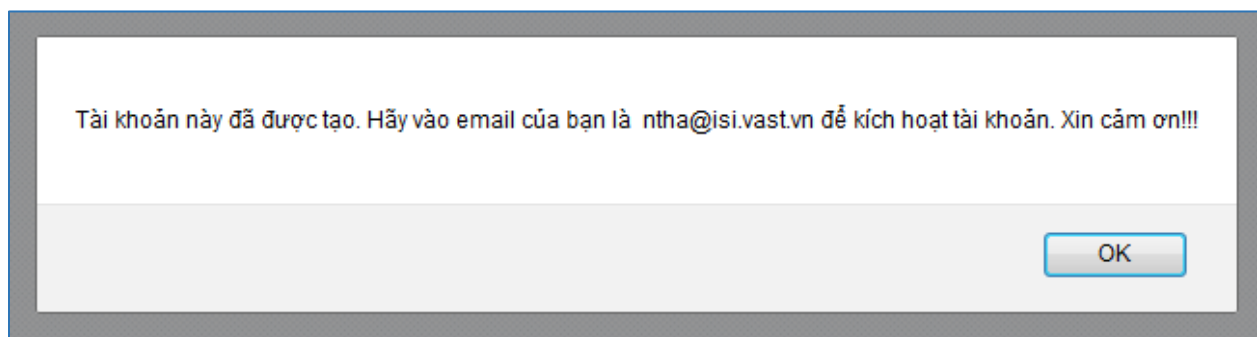 Tài khoản này đã được tạo. Hãy vào email của bạn là ntha@isi.vast.vn để kích hoạt tài khoản. Xin cảm ơn!!!
OK